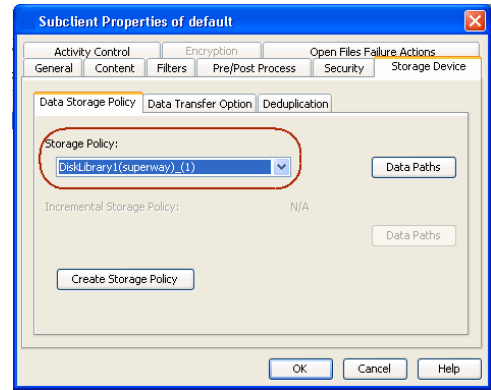 Subclient Properties of default
Activity Control Encryption Open Files Failure Actions
General Content Filters Pre/Post Process Security Storage Device
Data Storage Policy Data Transfer Option Deduplication
Storage Policy:
DiskLibrary1(superway)_(1) Data Paths
Incremental Storage Policy: N/A
Data Paths
Create Storage Policy
OK Cancel Help